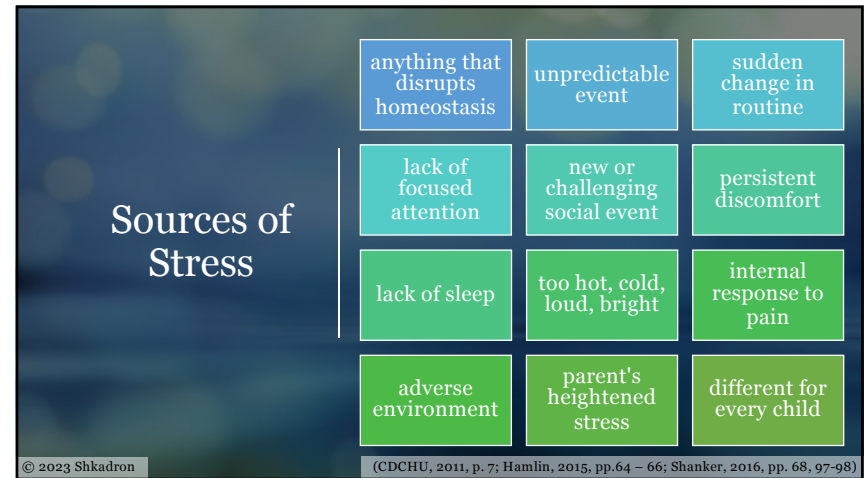 Sources of
Stress
anything that
disrupts
homeostasis
unpredictable
event
sudden
change in
routine
lack of
focused
attention
new or
challenging
social event
persistent
discomfort
lack of sleep
too hot, cold,
loud, bright
internal
response to
pain
adverse
environment
parent's
heightened
stress
different for
every child
© 2023 Shkadron
(CDCHU, 2011, p. 7; Hamlin, 2015, pp.64 – 66; Shanker, 2016, pp. 68, 97-98)